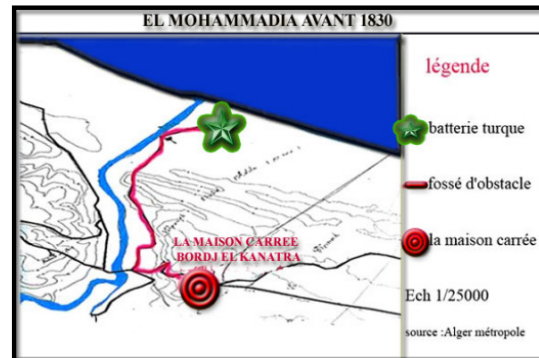 EL MOHAMMADIA AVANT 1830
légende
batterie turque
fossé d'obstacle
LA MAISON CARREE
BORDJ EL KANATRA
la maison carrée
Ech 1/25000
source :Alger métropole